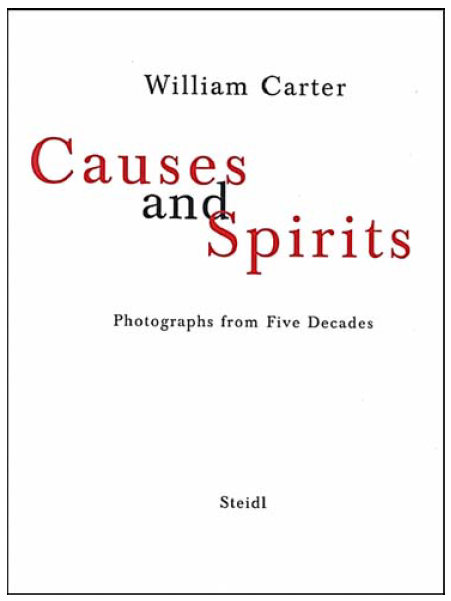 William Carter
Causes
and
Spirits
Photographs from Five Decades
Steidl